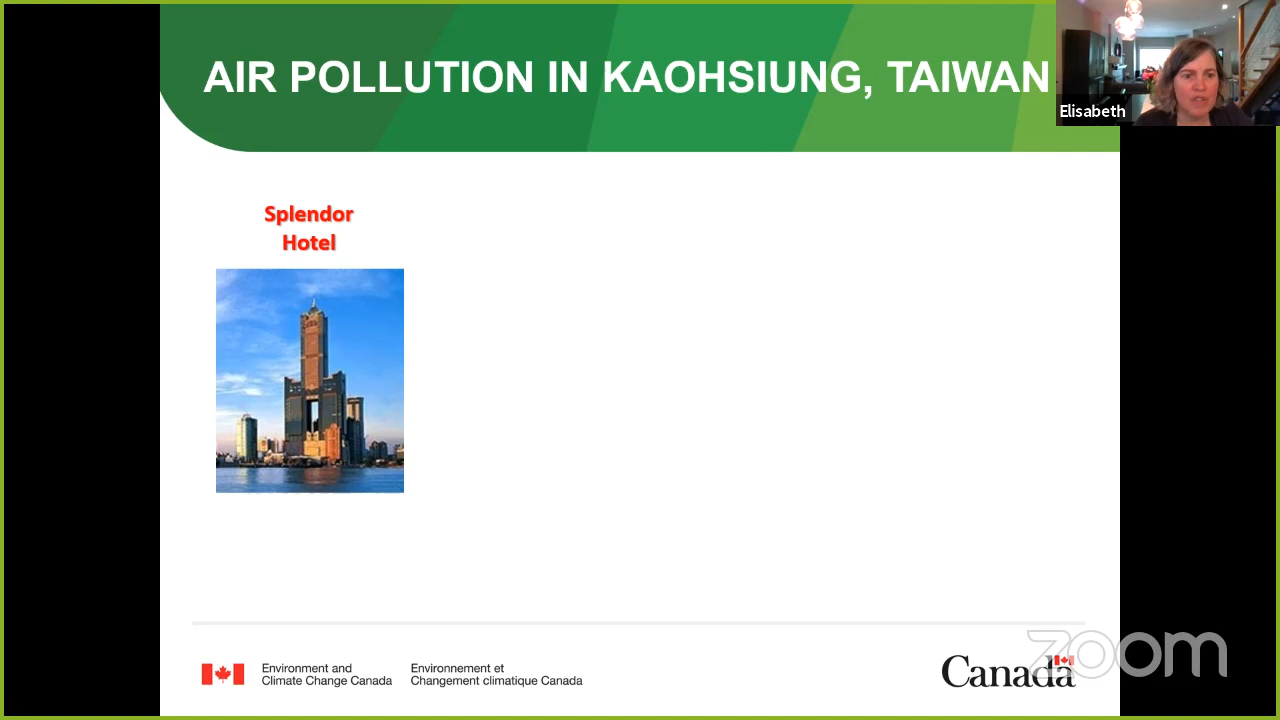 AIR POLLUTION IN KAOHSIUNG, TAIWAN
Elisabeth
Splendor
Hotel
Environment and
Climate Change Canada
Environnement et
Changement climatique Canada
Canada
zoom